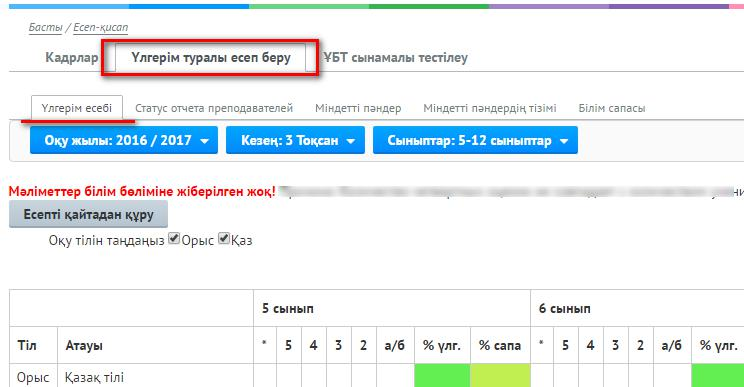 Басты / Есеп-қисап
Кадрлар Үлгерім туралы есеп беру ҰБТ сынамалы тестілеу
Үлгерім есебі Статус отчета преподавателей Міндетті пәндер Міндетті пәндердің тізімі Білім сапасы
Оқу жылы: 2016 / 2017 Кезең: 3 Тоқсан Сыныптар: 5-12 сыныптар
Мәліметтер білім бөліміне жіберілген жоқ!
Есепті қайтадан құру
Оқу тілін таңдаңыз Орыс Қаз
5 сынып 6 сынып
Тіл Атауы * 5 4 3 2 а/б % үлг. % сапа * 5 4 3 2 а/б % үлг.
Орыс Қазақ тілі